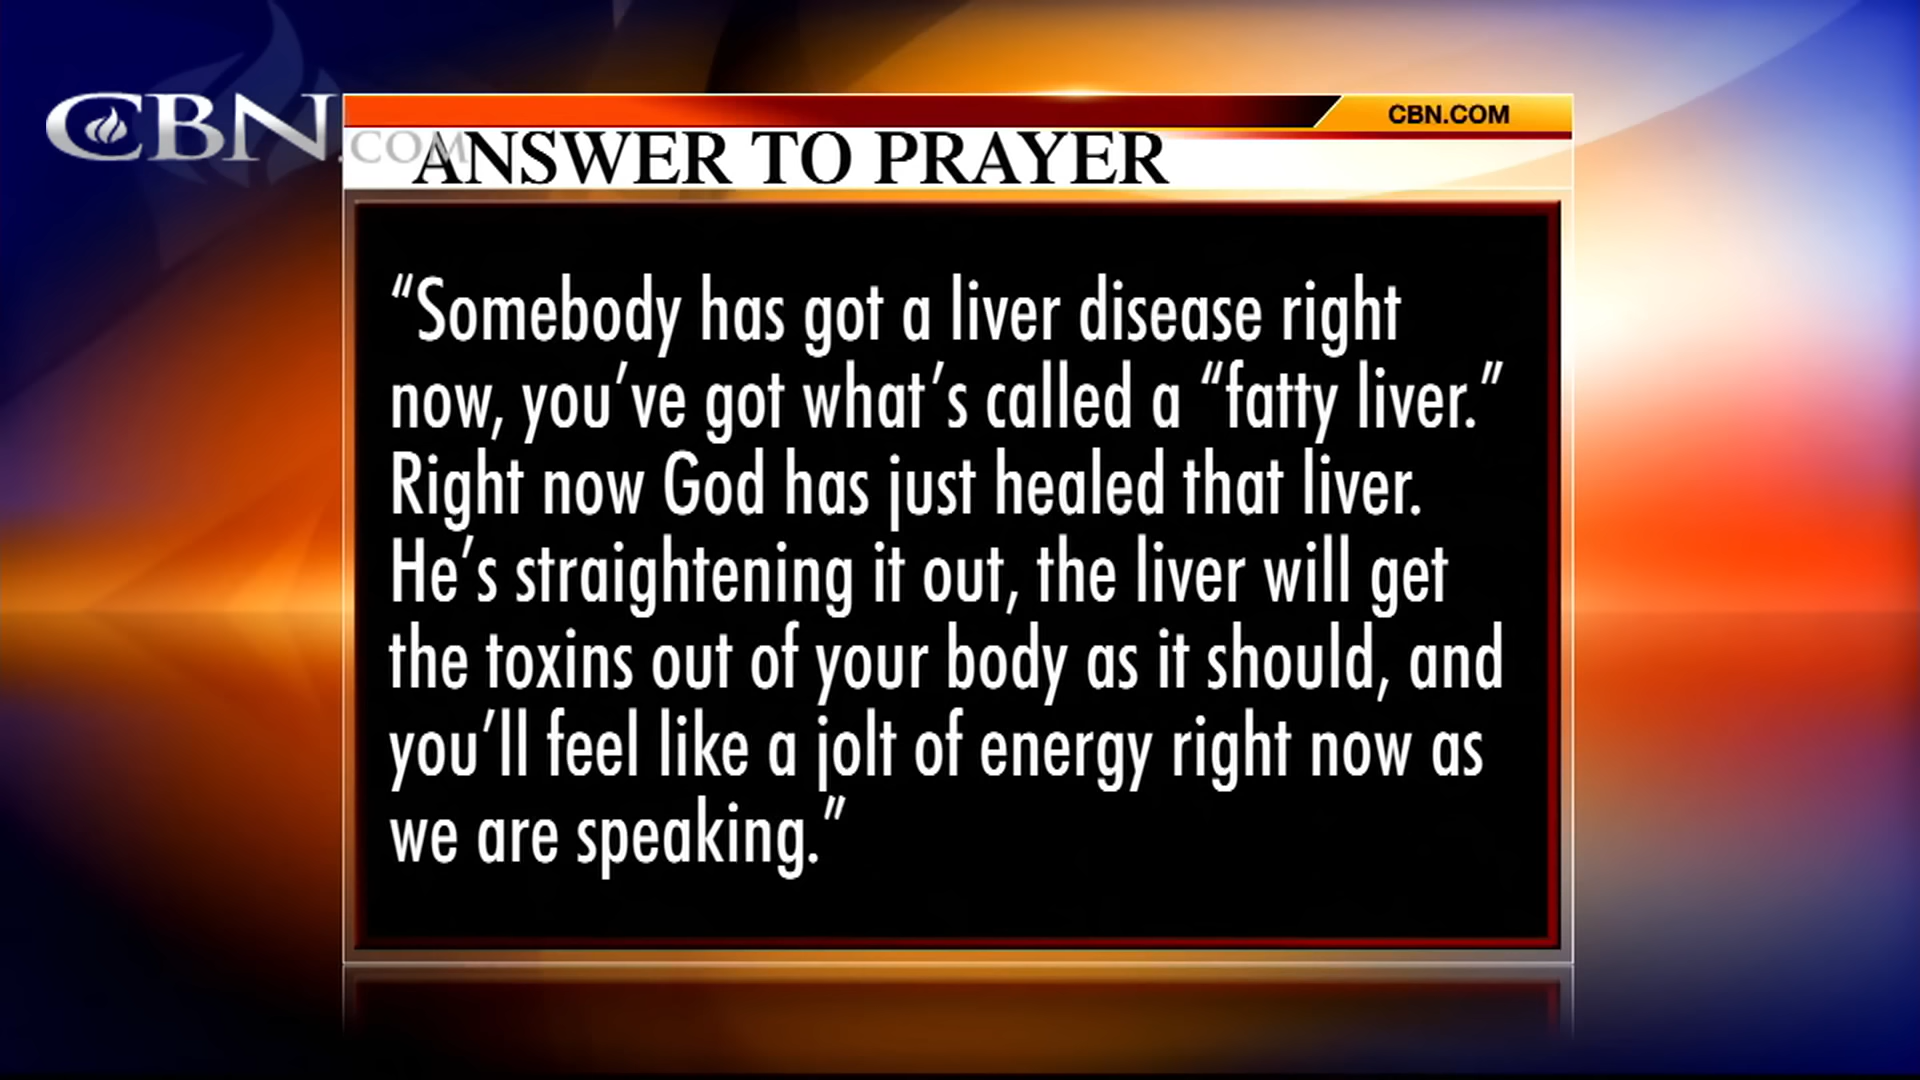 CBN.COM
CBN.COM
ANSWER TO PRAYER
“Somebody has got a liver disease right
now, you’ve got what’s called a “fatty liver.”
Right now God has just healed that liver.
He’s straightening it out, the liver will get
the toxins out of your body as it should, and
you’ll feel like a jolt of energy right now as
we are speaking.”